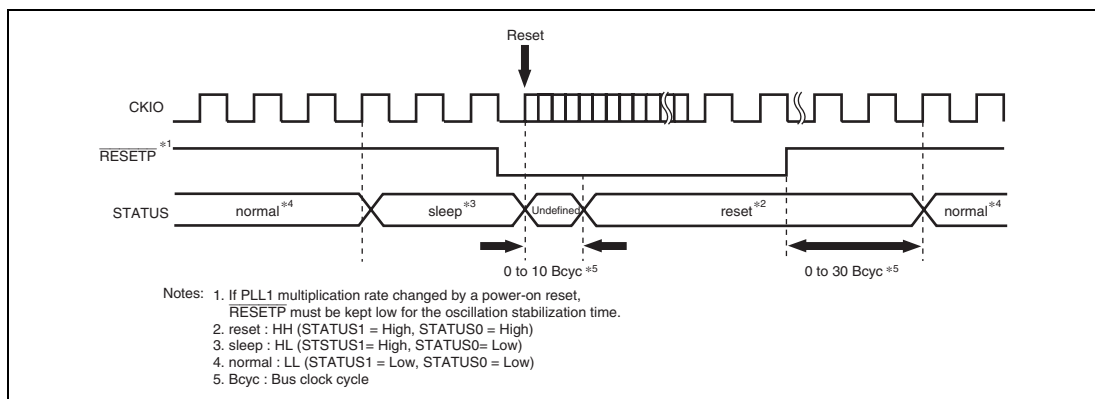 Reset
CKIO
RESETP *1
STATUS
normal*4
sleep*3
Undefined
reset*2
normal*4
0 to 10 Bcyc *5
0 to 30 Bcyc *5
Notes: 1. If PLL1 multiplication rate changed by a power-on reset,
RESETP must be kept low for the oscillation stabilization time.
2. reset : HH (STATUS1 = High, STATUS0 = High)
3. sleep : HL (STSTUS1= High, STATUS0= Low)
4. normal : LL (STATUS1 = Low, STATUS0 = Low)
5. Bcyc : Bus clock cycle